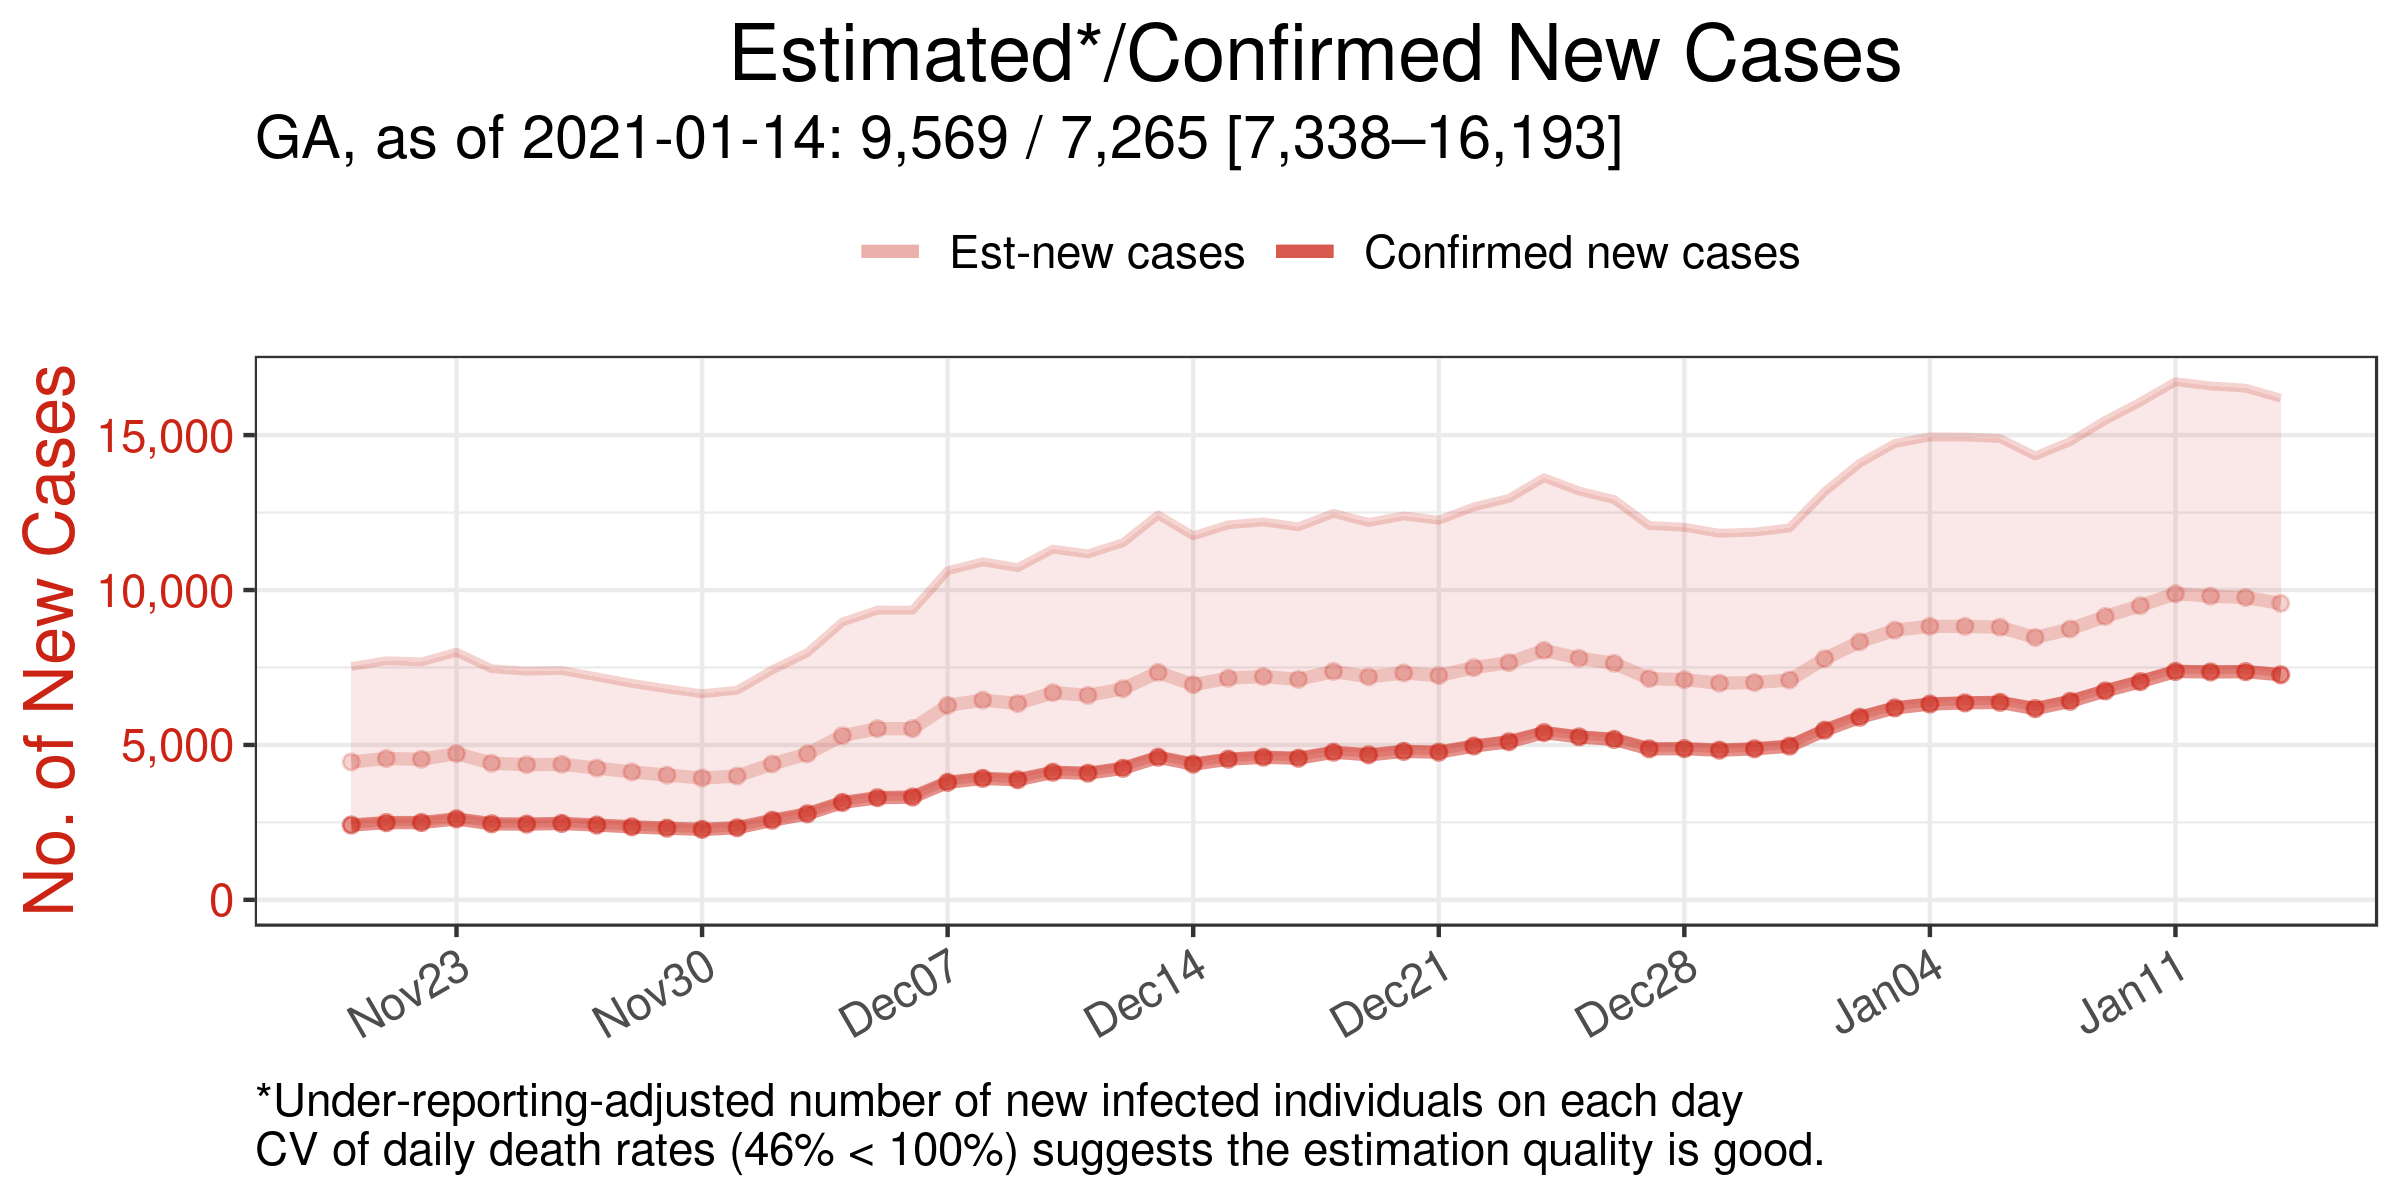 Estimated*/Confirmed New Cases
GA, as of 2021-01-14: 9,569 / 7,265 [7,338–16,193]
Est-new cases
Confirmed new cases
No. of New Cases
15,000
10,000
5,000
0
Nov23
Nov30
Dec07
Dec14
Dec21
Dec28
Jan04
Jan11
*Under-reporting-adjusted number of new infected individuals on each day
CV of daily death rates (46% < 100%) suggests the estimation quality is good.